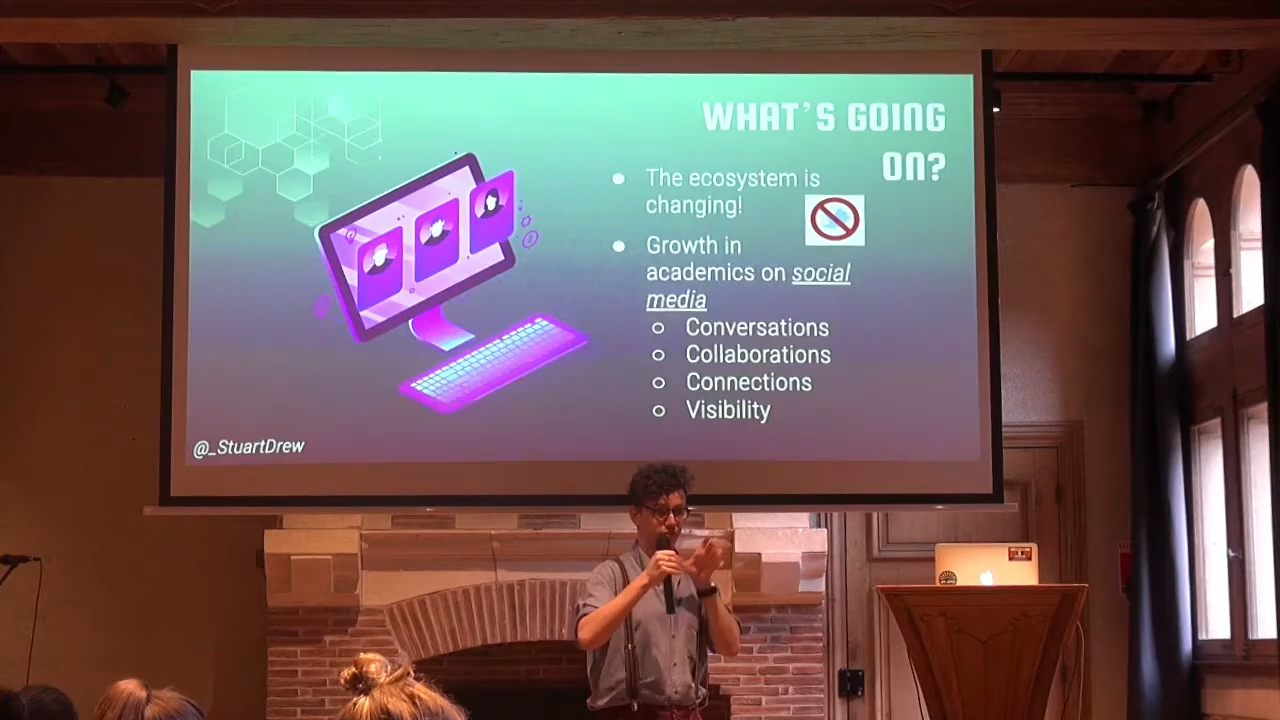 WHAT'S GOING
ON?
The ecosystem is
changing!
Growth in
academics on social
media
Conversations
Collaborations
Connections
Visibility
@_StuartDrew